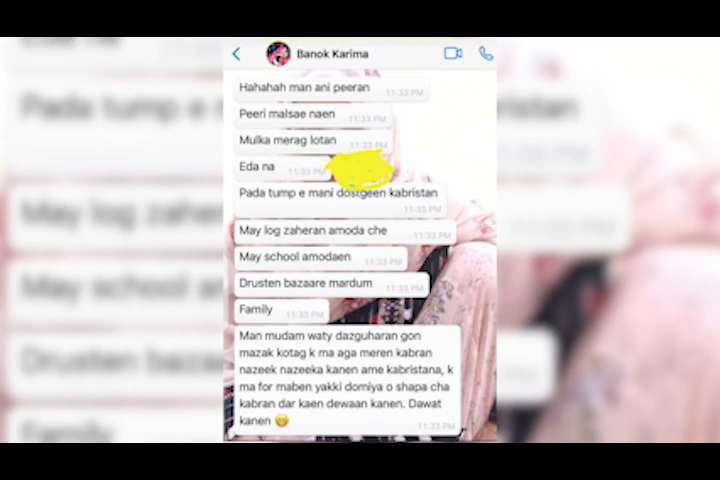 Banok Karima
Hahahah man ani peeran
11:33 PM
Peeri malsae naen
11:33 PM
Mulka merag lotan
11:33 PM
Eda na
11:33 PM
Pada tump e mani dostgeen kabristan
11:33 PM
May log zaheran amoda che
11:33 PM
May school amodaen
11:33 PM
Drusten bazaare mardum
11:33 PM
Family
11:33 PM
Man mudam waty dazguharan gon
mazak kotag k ma aga meren kabran
nazeek nazeeka kanen ame kabristana, k
ma for maben yakki domiya o shapa cha
kabran dar kaen dewaan kanen. Dawat
kanen 😁
11:33 PM